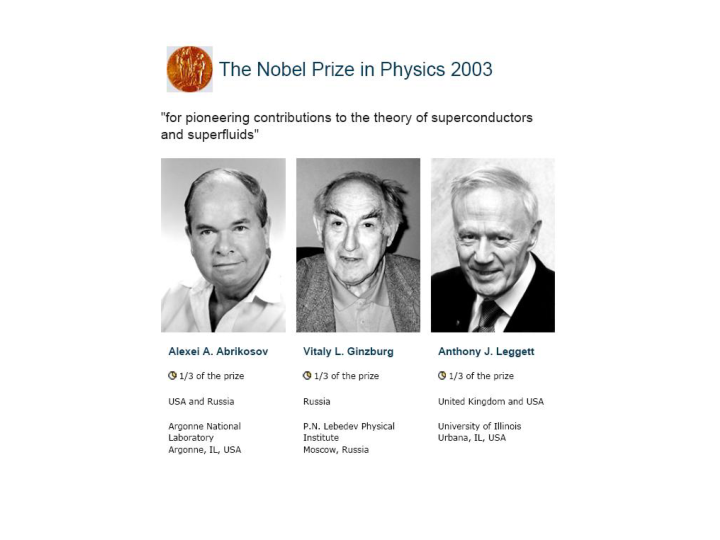 The Nobel Prize in Physics 2003
"for pioneering contributions to the theory of superconductors
and superfluids"
Alexei A. Abrikosov
1/3 of the prize
USA and Russia
Argonne National
Laboratory
Argonne, IL, USA
Vitaly L. Ginzburg
1/3 of the prize
Russia
P.N. Lebedev Physical
Institute
Moscow, Russia
Anthony J. Leggett
1/3 of the prize
United Kingdom and USA
University of Illinois
Urbana, IL, USA